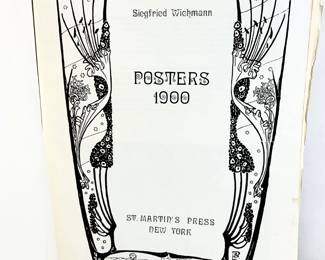 Siegfried Wichmann
POSTERS
1900
ST. MARTIN'S PRESS
NEW YORK